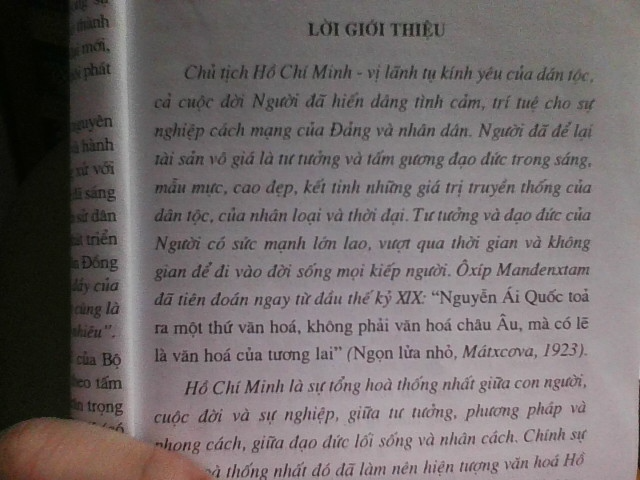 thành
mới,
phát
nguyên
hành
xử với
đã sáng
sử dân
triển
Đồng
đáy của
cũng là
nhiêu".
của Bộ
theo tấm
trọng
LỜI GIỚI THIỆU
Chủ tịch Hồ Chí Minh - vị lãnh tụ kính yêu của dân tộc,
cả cuộc đời Người đã hiến dâng tình cảm, trí tuệ cho sự
nghiệp cách mạng của Đảng và nhân dân. Người đã để lại
tài sản vô giá là tư tưởng và tấm gương đạo đức trong sáng,
mẫu mực, cao đẹp, kết tinh những giá trị truyền thống của
dân tộc, của nhân loại và thời đại. Tư tưởng và đạo đức của
Người có sức mạnh lớn lao, vượt qua thời gian và không
gian để đi vào đời sống mọi kiếp người. Ôxíp Mandenxtam
đã tiên đoán ngay từ đầu thế kỷ XIX: "Nguyễn Ái Quốc toả
ra một thứ văn hoá, không phải văn hoá châu Âu, mà có lẽ
là văn hoá của tương lai" (Ngọn lửa nhỏ, Mátxcơva, 1923).
Hồ Chí Minh là sự tổng hoà thống nhất giữa con người,
cuộc đời và sự nghiệp, giữa tư tưởng, phương pháp và
phong cách, giữa đạo đức lối sống và nhân cách. Chính sự
hoà thống nhất đó đã làm nên hiện tượng văn hoá Hồ